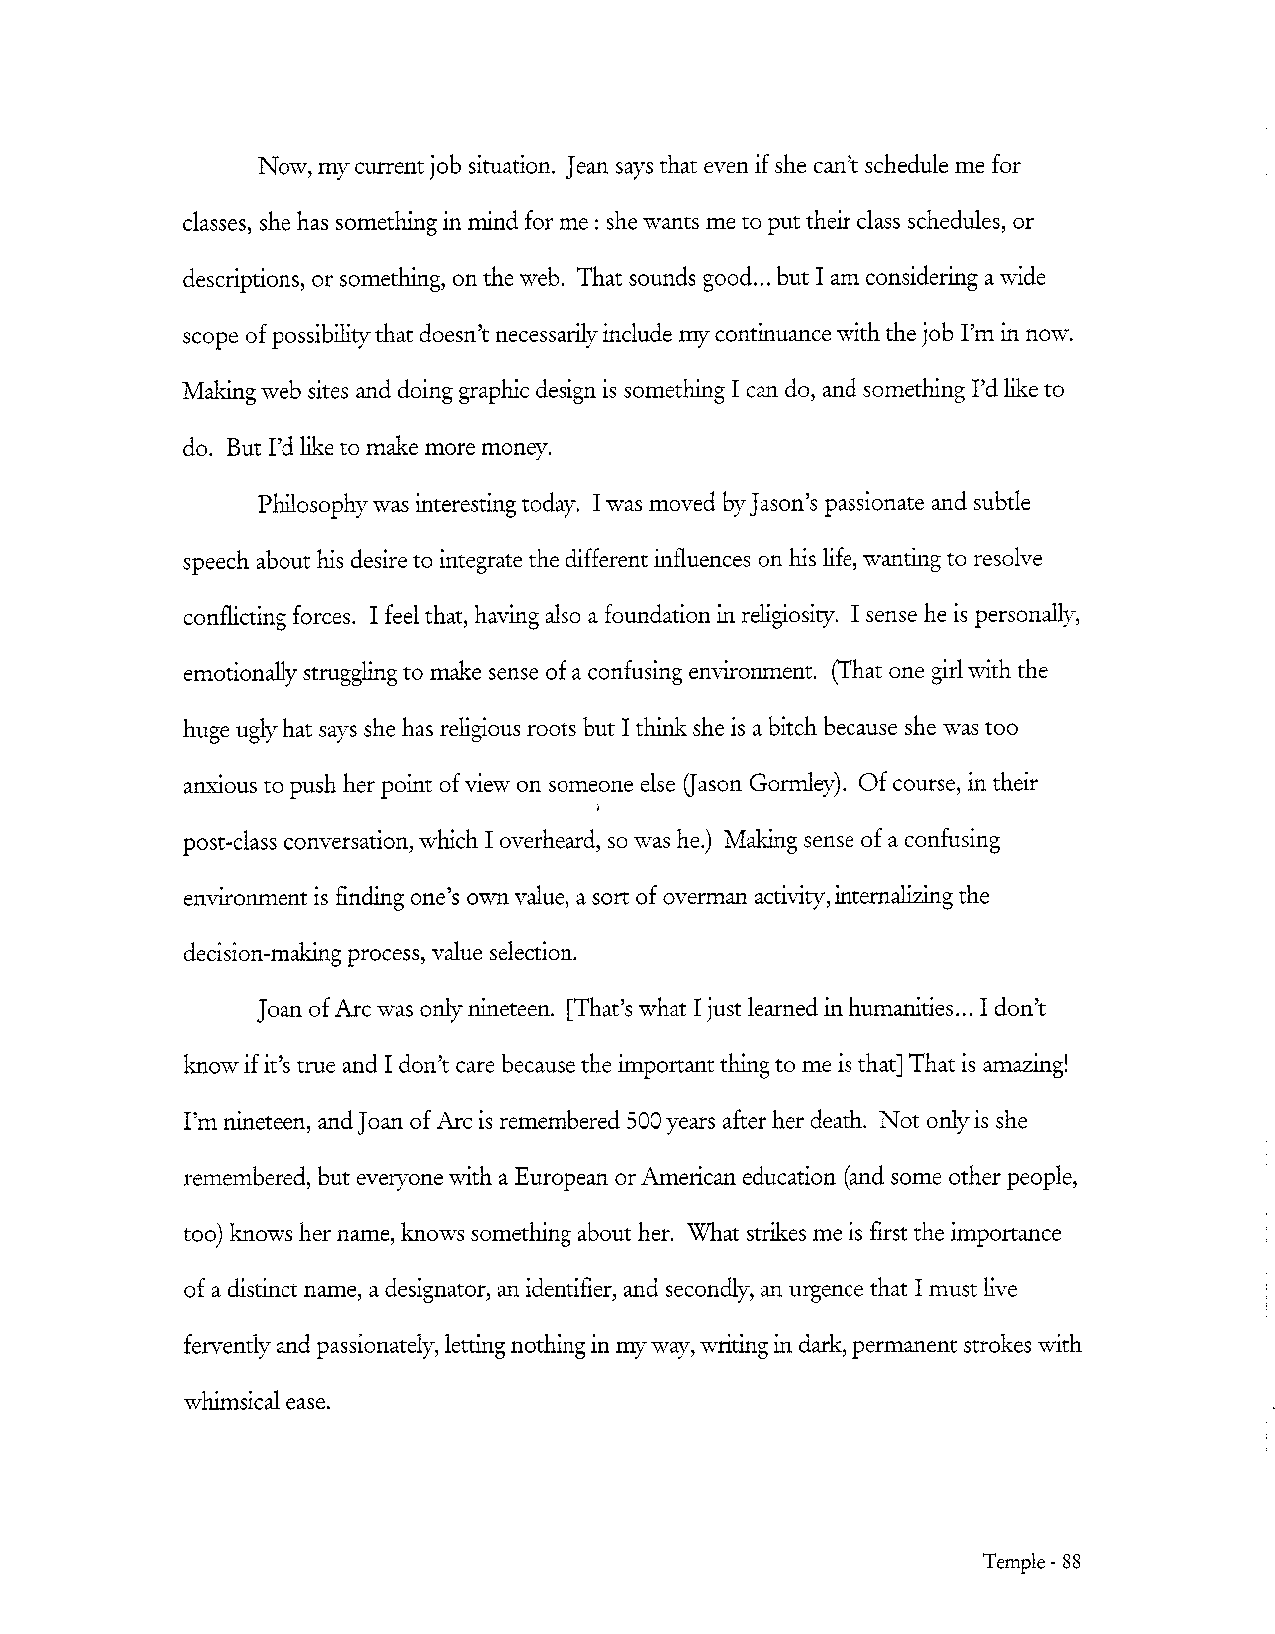 Now, my current job situation. Jean says that even if she can't schedule me for
classes, she has something in mind for me : she wants me to put their class schedules, or
descriptions, or something, on the web. That sounds good... but I am considering a wide
scope of possibility that doesn't necessarily include my continuance with the job I'm in now.
Making web sites and doing graphic design is something I can do, and something I'd like to
do. But I'd like to make more money.
Philosophy was interesting today. I was moved by Jason's passionate and subtle
speech about his desire to integrate the different influences on his life, wanting to resolve
conflicting forces. I feel that, having also a foundation in religiosity. I sense he is personally,
emotionally struggling to make sense of a confusing environment. (That one girl with the
huge ugly hat says she has religious roots but I think she is a bitch because she was too
anxious to push her point of view on someone else (Jason Gormley). Of course, in their
post-class conversation, which I overheard, so was he.) Making sense of a confusing
environment is finding one's own value, a sort of overman activity, internalizing the
decision-making process, value selection.
Joan of Arc was only nineteen. [That's what I just learned in humanities... I don't
know if it's true and I don't care because the important thing to me is that] That is amazing!
I'm nineteen, and Joan of Arc is remembered 500 years after her death. Not only is she
remembered, but everyone with a European or American education (and some other people,
too) knows her name, knows something about her. What strikes me is first the importance
of a distinct name, a designator, an identifier, and secondly, an urgence that I must live
fervently and passionately, letting nothing in my way, writing in dark, permanent strokes with
whimsical ease.
Temple - 88